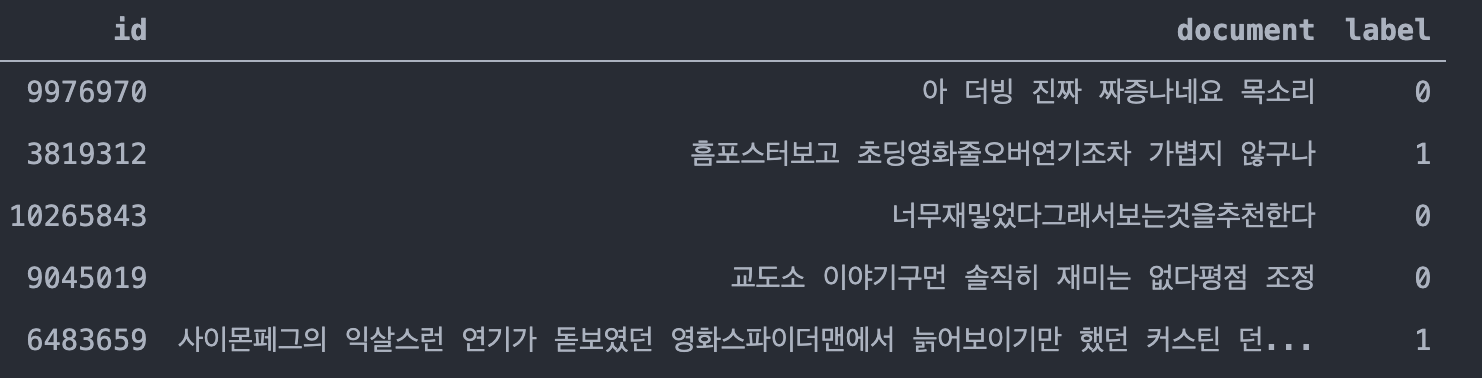 id document label
9976970 아 더빙 진짜 짜증나네요 목소리 0
3819312 흠포스터보고 초딩영화줄오버연기조차 가볍지 않구나 1
10265843 너무재밓었다그래서보는것을추천한다 0
9045019 교도소 이야기구먼 솔직히 재미는 없다평점 조정 0
6483659 사이몬페그의 익살스런 연기가 돋보였던 영화스파이더맨에서 늙어보이기만 했던 커스틴 던... 1